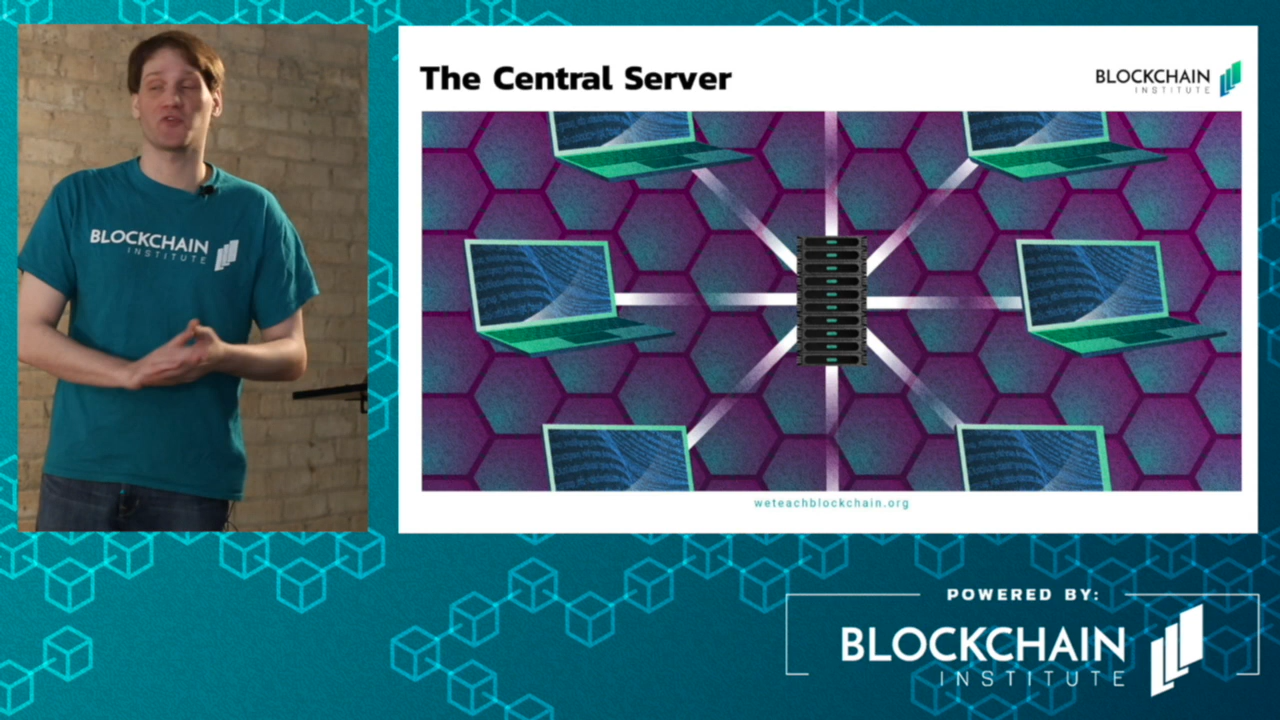 The Central Server
BLOCKCHAIN
INSTITUTE
BLOCKCHAIN
INSTITUTE
weteachblockchain.org
POWERED BY:
BLOCKCHAIN
INSTITUTE